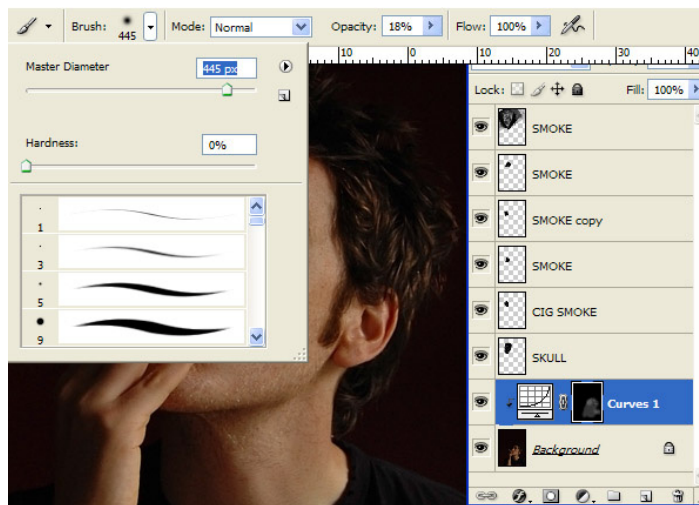 Brush: 445 Mode: Normal Opacity: 18% Flow: 100%
Master Diameter 445 px
Hardness: 0%
1
3
5
9
10 0 10 20 30 40
Lock: Fill: 100%
SMOKE
SMOKE
SMOKE copy
SMOKE
CIG SMOKE
SKULL
Curves 1
Background